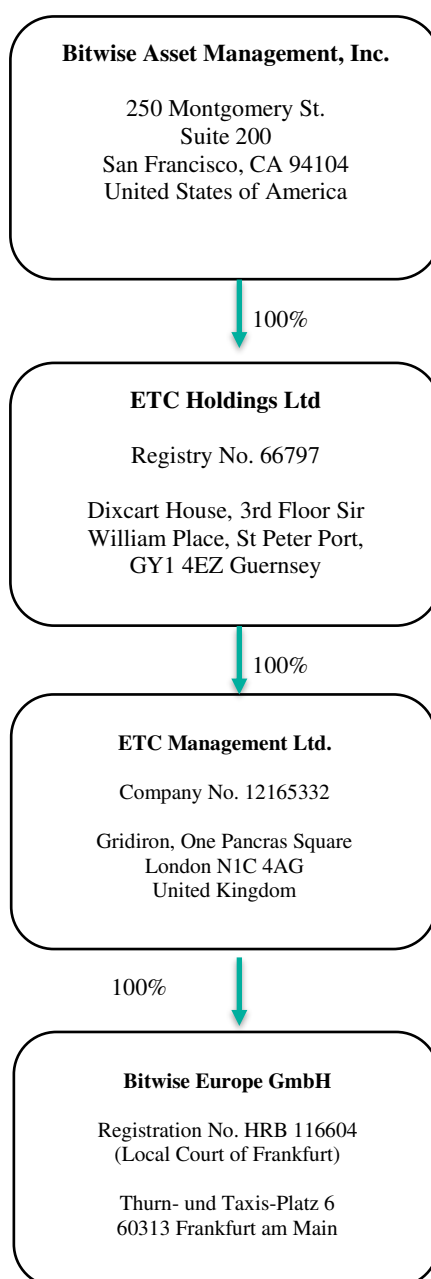 Bitwise Asset Management, Inc.
250 Montgomery St.
Suite 200
San Francisco, CA 94104
United States of America
100%
ETC Holdings Ltd
Registry No. 66797
Dixcart House, 3rd Floor Sir
William Place, St Peter Port,
GY1 4EZ Guernsey
100%
ETC Management Ltd.
Company No. 12165332
Gridiron, One Pancras Square
London N1C 4AG
United Kingdom
100%
Bitwise Europe GmbH
Registration No. HRB 116604
(Local Court of Frankfurt)
Thurn- und Taxis-Platz 6
60313 Frankfurt am Main